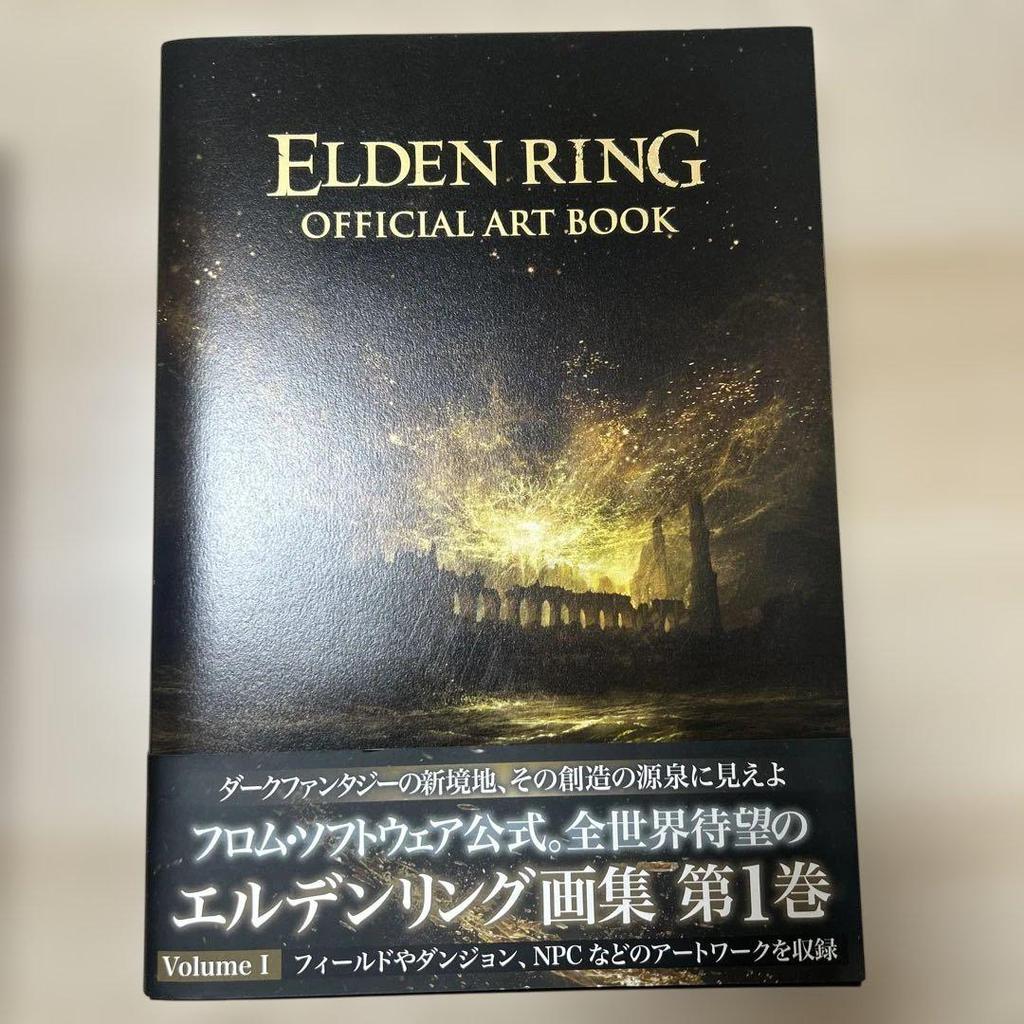 ELDEN RING
OFFICIAL ART BOOK
ダークファンタジーの新境地、その創造の源泉に見えよ
フロム・ソフトウェア公式。全世界待望の
エルデンリング画集 第1巻
Volume I フィールドやダンジョン、NPCなどのアートワークを収録